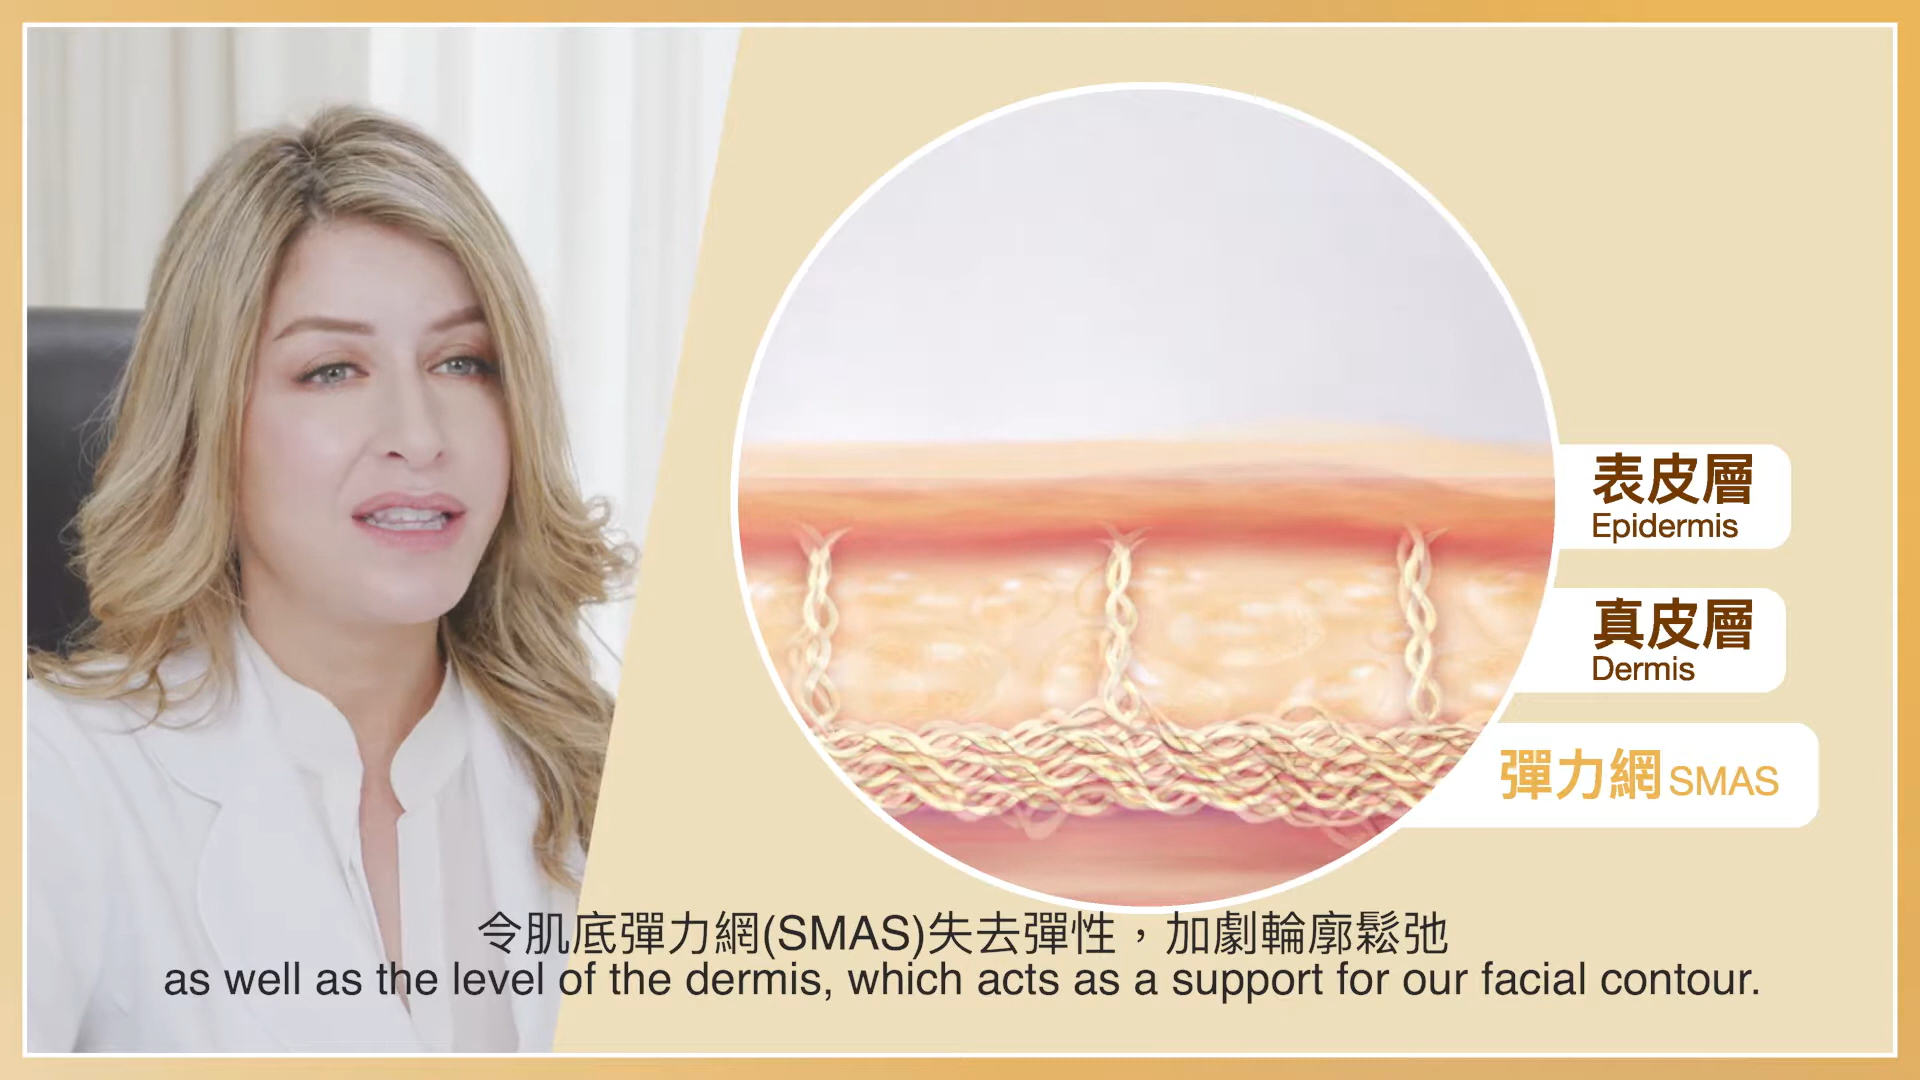 表皮層
Epidermis
真皮層
Dermis
彈力網 SMAS
令肌底彈力網(SMAS)失去彈性，加劇輪廓鬆弛
as well as the level of the dermis, which acts as a support for our facial contour.